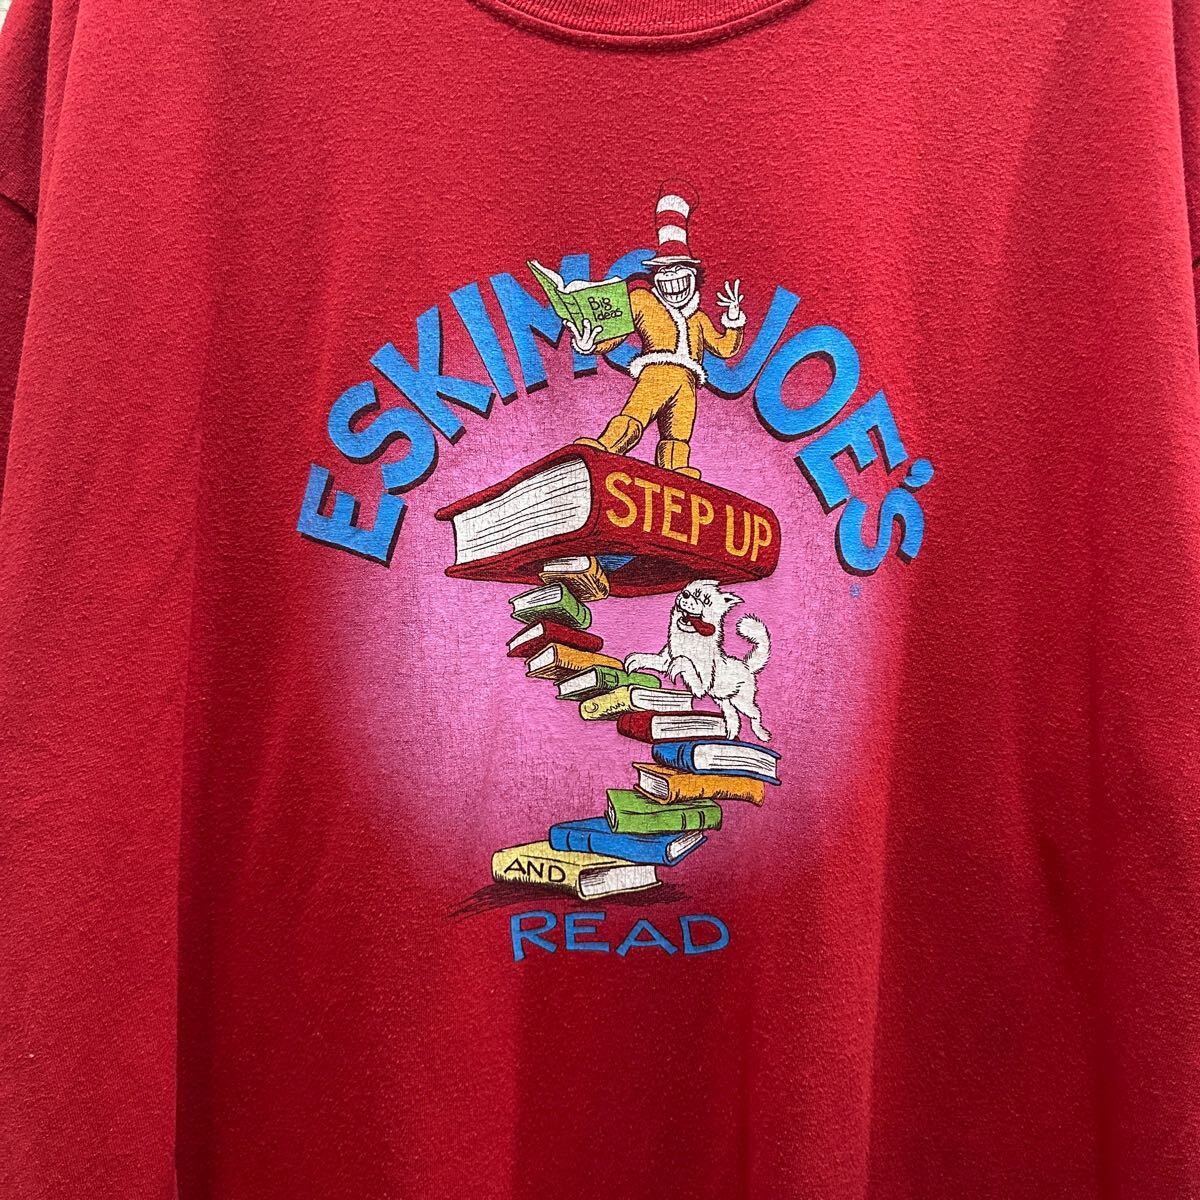 ESKIMO JOE'S
Big
Ideas
STEP UP
AND
READ